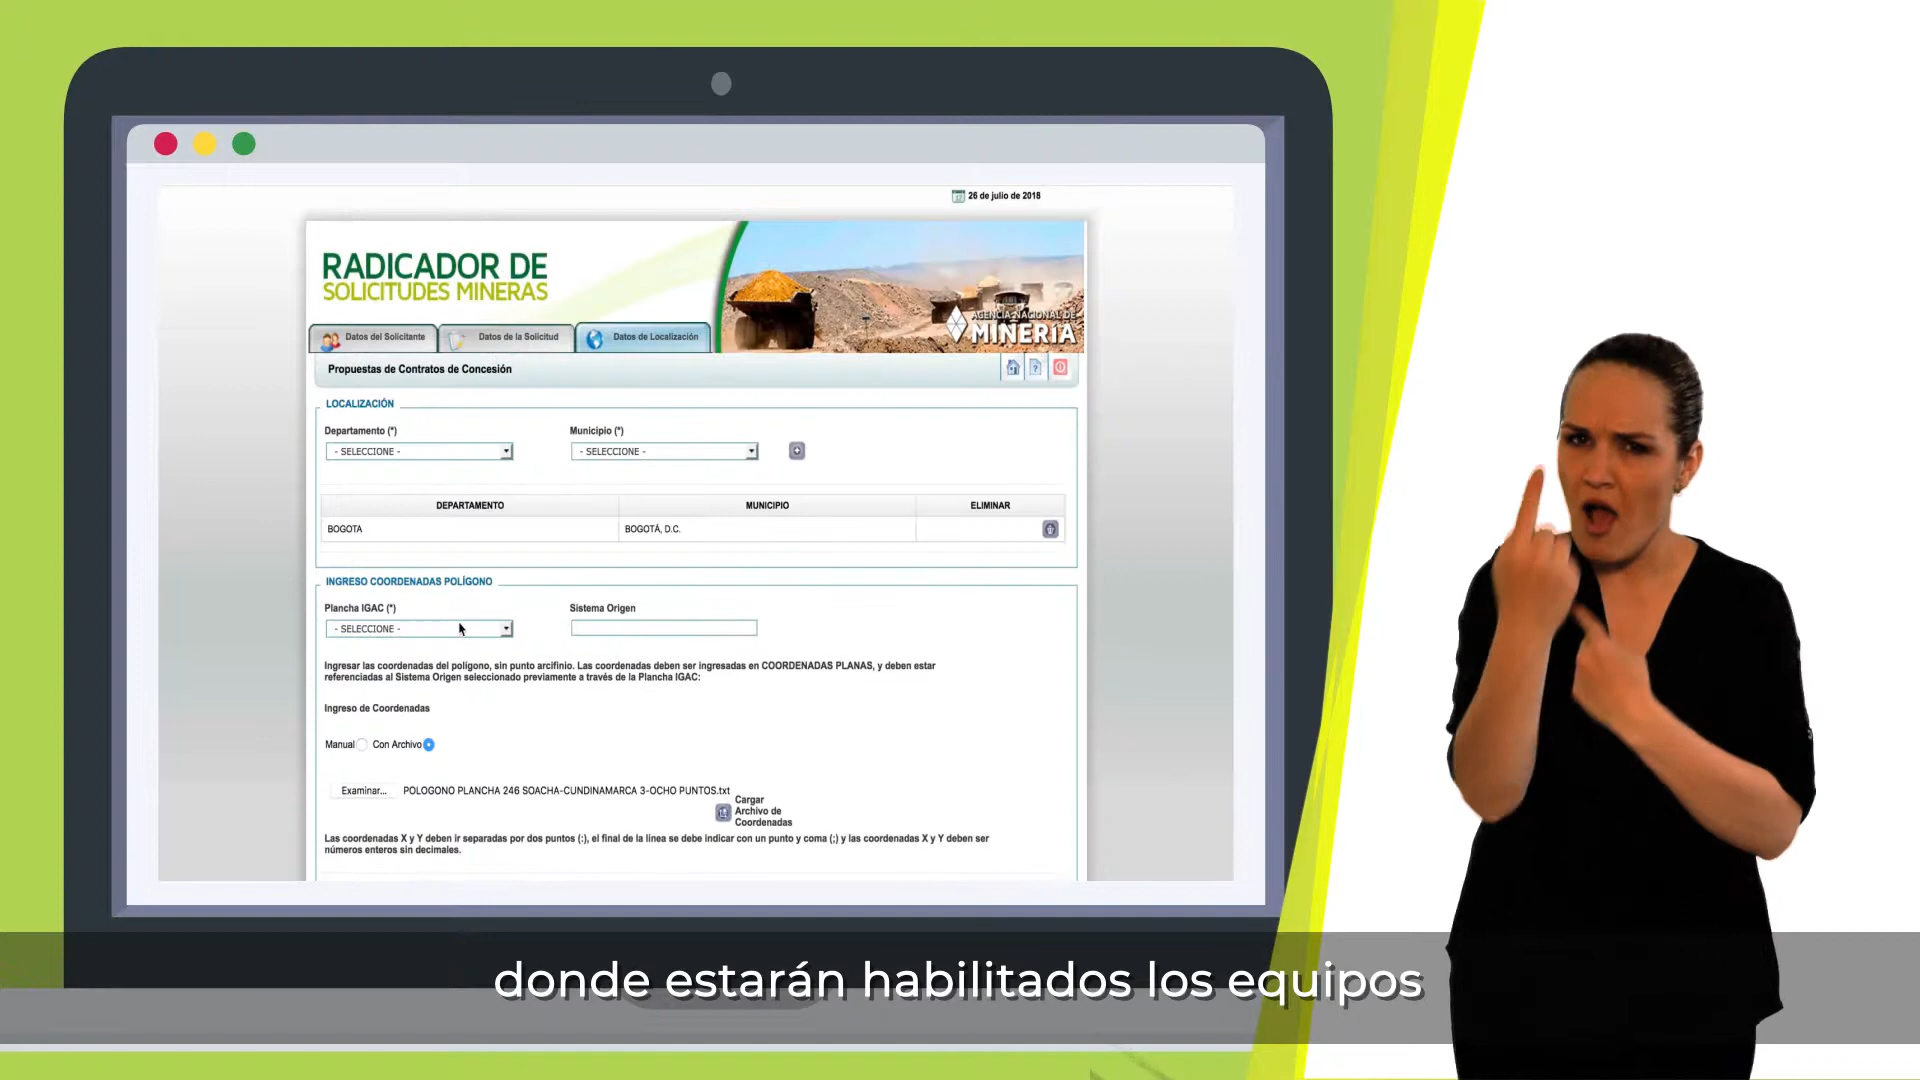 26 de julio de 2018
RADICADOR DE
SOLICITUDES MINERAS
AGENCIA NACIONAL DE
MINERÍA
Datos del Solicitante
Datos de la Solicitud
Datos de Localización
Propuestas de Contratos de Concesión
LOCALIZACIÓN
Departamento (*)
Municipio (*)
- SELECCIONE -
- SELECCIONE -
DEPARTAMENTO
MUNICIPIO
ELIMINAR
BOGOTA
BOGOTÁ, D.C.
INGRESO COORDENADAS POLÍGONO
Plancha IGAC (*)
Sistema Origen
- SELECCIONE -
Ingresar las coordenadas del polígono, sin punto arcifinio. Las coordenadas deben ser ingresadas en COORDENADAS PLANAS, y deben estar
referenciadas al Sistema Origen seleccionado previamente a través de la Plancha IGAC:
Ingreso de Coordenadas
Manual
Con Archivo
Examinar...
POLOGONO PLANCHA 246 SOACHA-CUNDINAMARCA 3-OCHO PUNTOS.txt
Cargar
Archivo de
Coordenadas
Las coordenadas X y Y deben ir separadas por dos puntos (:), el final de la linea se debe indicar con un punto y coma (;) y las coordenadas X y Y deben ser
números enteros sin decimales.
donde estarán habilitados los equipos